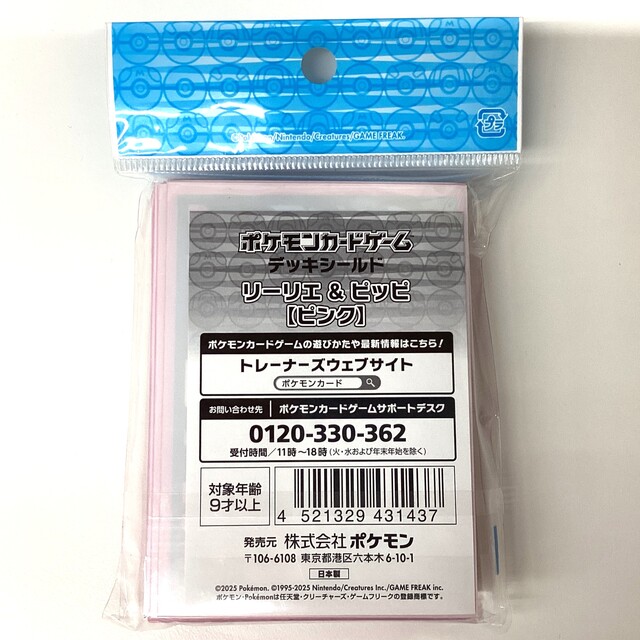 ©Pokémon/Nintendo/Creatures/GAME FREAK.
プラ
ポケモンカードゲーム
デッキシールド
リーリエ & ピッピ
【ピンク】
ポケモンカードゲームの遊びかたや最新情報はこちら!
トレーナーズウェブサイト
ポケモンカード
お問い合わせ先 ポケモンカードゲームサポートデスク
0120-330-362
受付時間/11時~18時(火・水および年末年始を除く)
対象年齢
9才以上
4 521329 431437
発売元 株式会社 ポケモン
〒106-6108 東京都港区六本木6-10-1
日本製
©2025 Pokémon. ©1995-2025 Nintendo/Creatures Inc./GAME FREAK inc.
ポケモン・Pokémonは任天堂・クリーチャーズ・ゲームフリークの登録商標です。